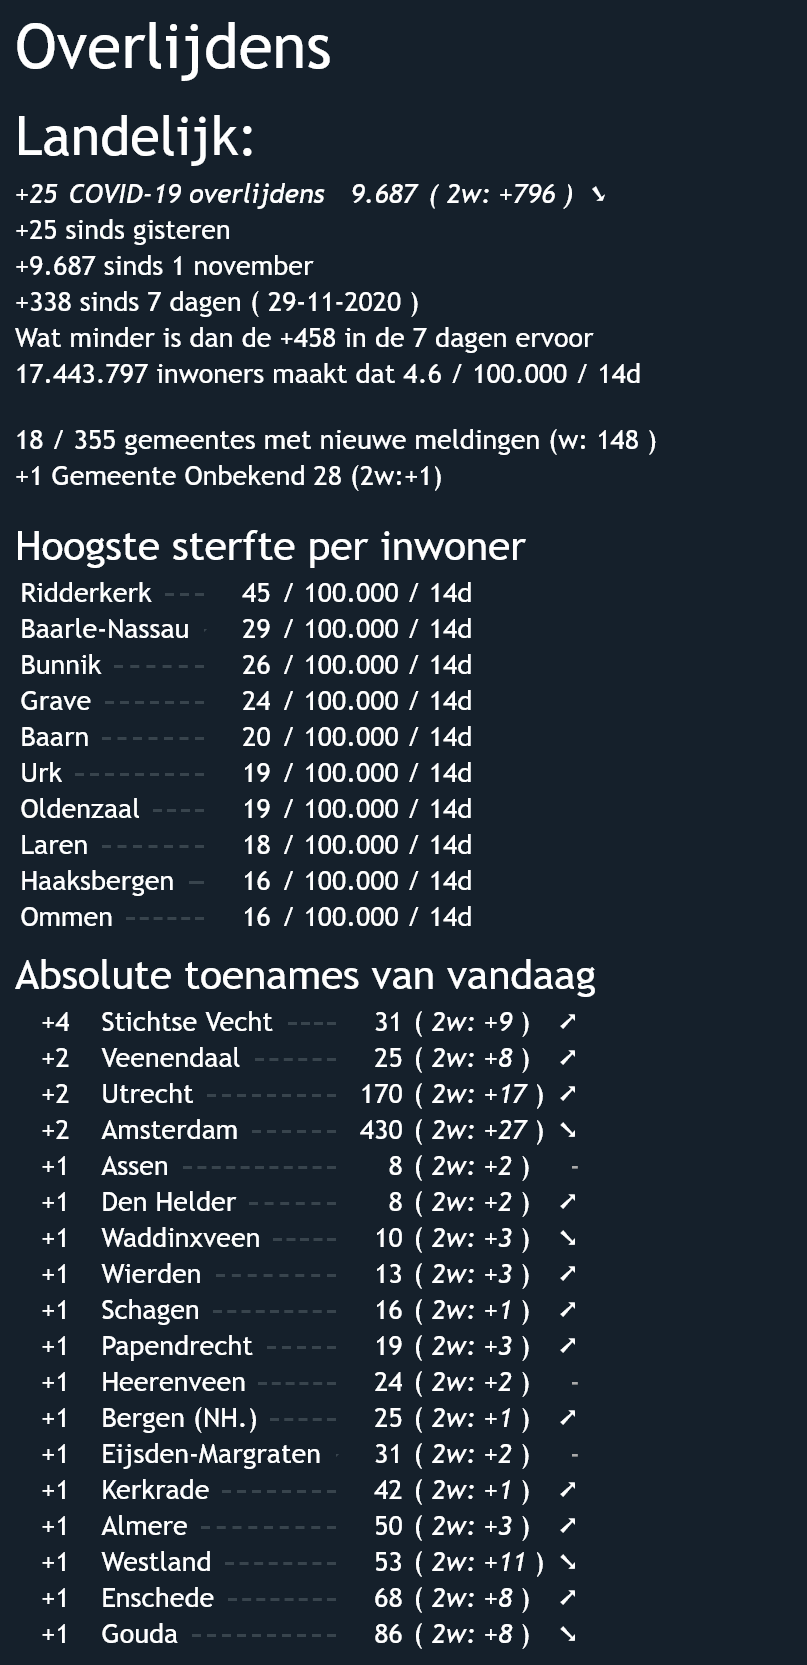 Overlijdens
Landelijk:
+25 COVID-19 overlijdens 9.687 ( 2w: +796 ) ➘
+25 sinds gisteren
+9.687 sinds 1 november
+338 sinds 7 dagen ( 29-11-2020 )
Wat minder is dan de +458 in de 7 dagen ervoor
17.443.797 inwoners maakt dat 4.6 / 100.000 / 14d
18 / 355 gemeentes met nieuwe meldingen (w: 148 )
+1 Gemeente Onbekend 28 (2w:+1)
Hoogste sterfte per inwoner
Ridderkerk --- 45 / 100.000 / 14d
Baarle-Nassau · 29 / 100.000 / 14d
Bunnik ------ 26 / 100.000 / 14d
Grave ------- 24 / 100.000 / 14d
Baarn ------- 20 / 100.000 / 14d
Urk --------- 19 / 100.000 / 14d
Oldenzaal ---- 19 / 100.000 / 14d
Laren ------- 18 / 100.000 / 14d
Haaksbergen - 16 / 100.000 / 14d
Ommen ------ 16 / 100.000 / 14d
Absolute toenames van vandaag
+4 Stichtse Vecht ---- 31 ( 2w: +9 ) ➚
+2 Veenendaal ------ 25 ( 2w: +8 ) ➚
+2 Utrecht --------- 170 ( 2w: +17 ) ➚
+2 Amsterdam ------ 430 ( 2w: +27 ) ➘
+1 Assen ----------- 8 ( 2w: +2 ) -
+1 Den Helder ------ 8 ( 2w: +2 ) ➚
+1 Waddinxveen ----- 10 ( 2w: +3 ) ➘
+1 Wierden -------- 13 ( 2w: +3 ) ➚
+1 Schagen --------- 16 ( 2w: +1 ) ➚
+1 Papendrecht ----- 19 ( 2w: +3 ) ➚
+1 Heerenveen ------ 24 ( 2w: +2 ) -
+1 Bergen (NH.) ----- 25 ( 2w: +1 ) ➚
+1 Eijsden-Margraten · 31 ( 2w: +2 ) -
+1 Kerkrade -------- 42 ( 2w: +1 ) ➚
+1 Almere ---------- 50 ( 2w: +3 ) ➚
+1 Westland -------- 53 ( 2w: +11 ) ➘
+1 Enschede -------- 68 ( 2w: +8 ) ➚
+1 Gouda ---------- 86 ( 2w: +8 ) ➘